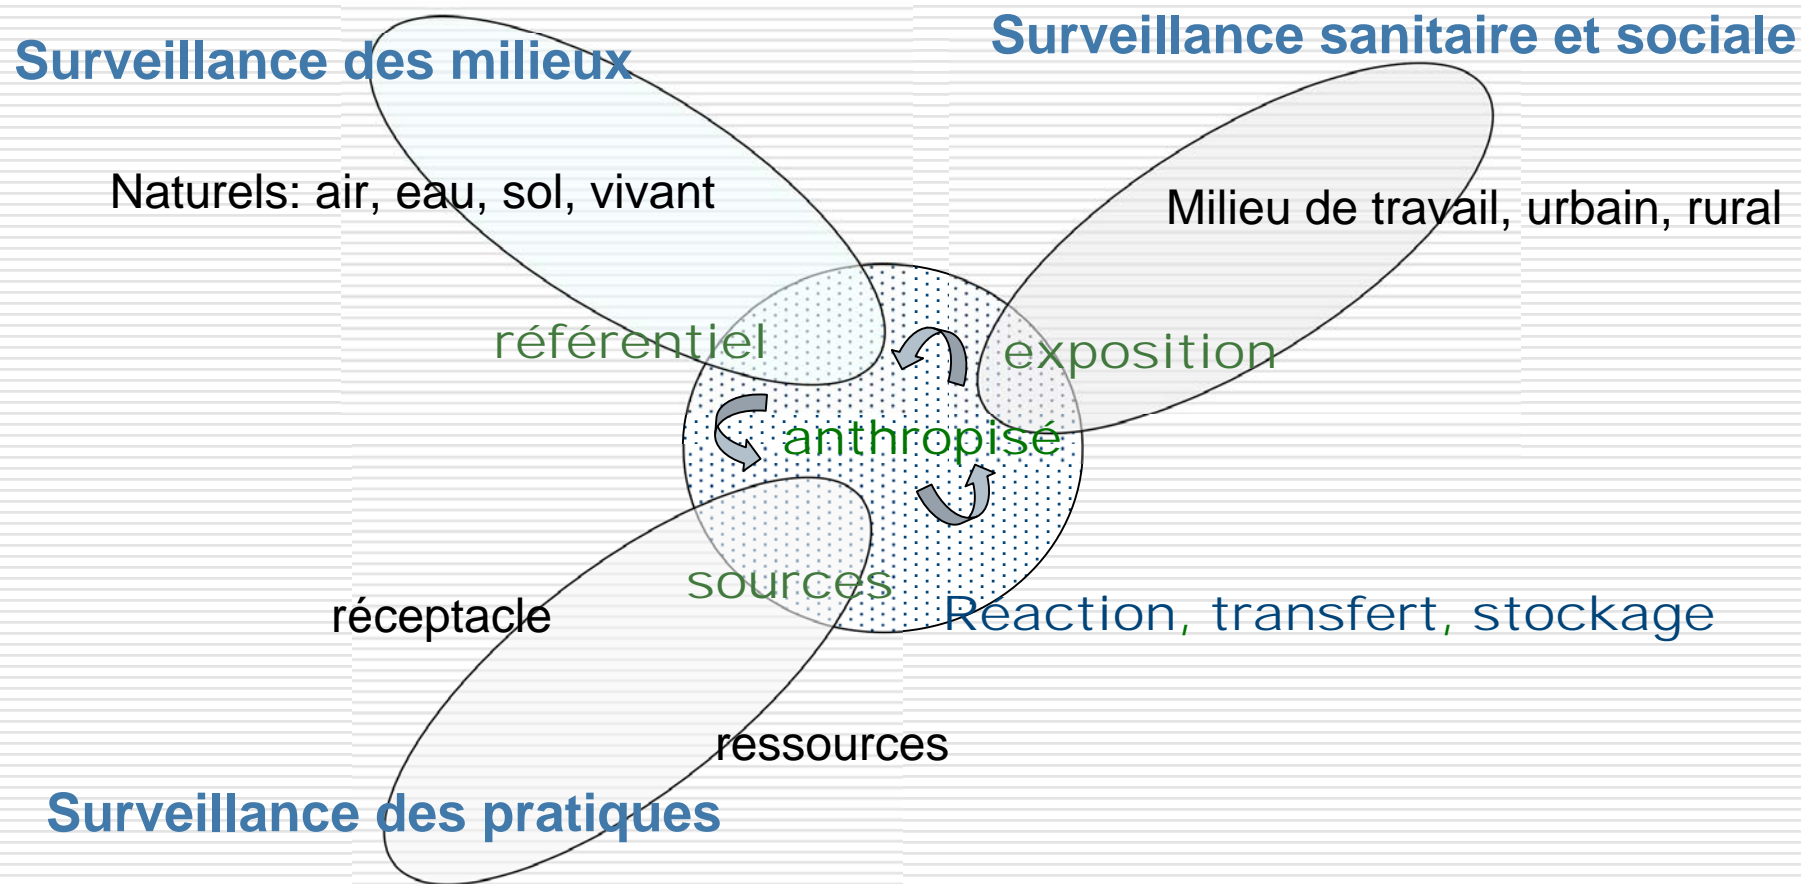 Surveillance des milieux
Surveillance sanitaire et sociale
Naturels: air, eau, sol, vivant
Milieu de travail, urbain, rural
référentiel
exposition
anthropisé
sources
réceptacle
Réaction, transfert, stockage
ressources
Surveillance des pratiques